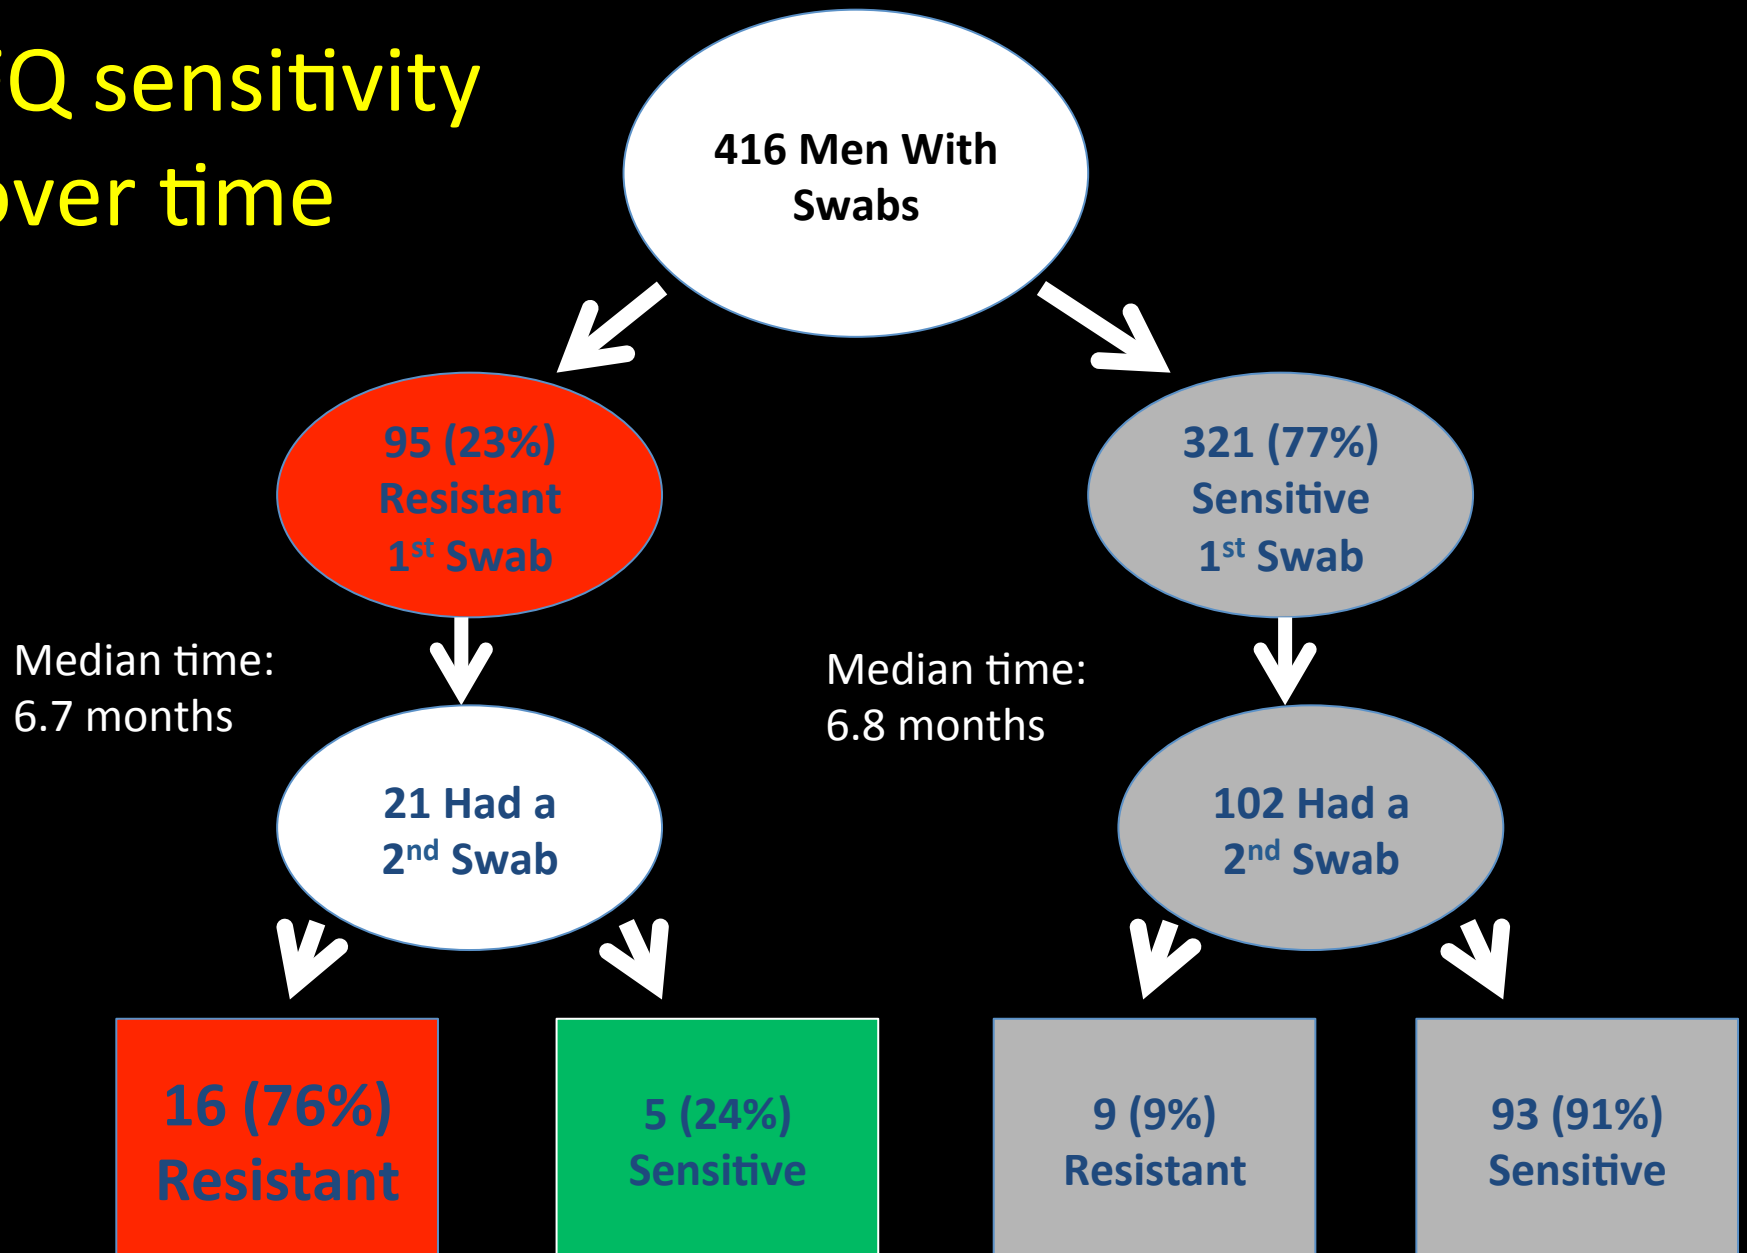 Q sensitivity
over time
416 Men With
Swabs
95 (23%)
Resistant
1st Swab
321 (77%)
Sensitive
1st Swab
Median time:
6.7 months
Median time:
6.8 months
21 Had a
2nd Swab
102 Had a
2nd Swab
16 (76%)
Resistant
5 (24%)
Sensitive
9 (9%)
Resistant
93 (91%)
Sensitive